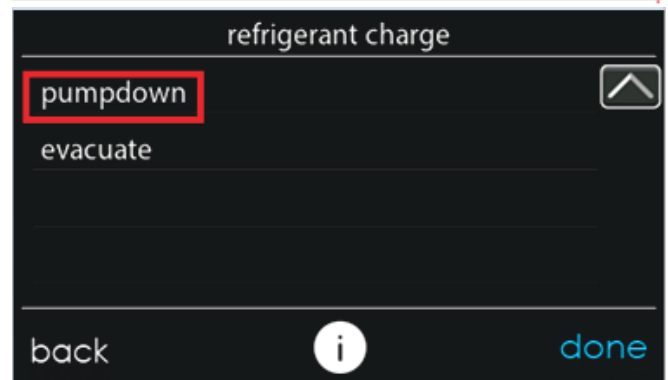 refrigerant charge
pumpdown
evacuate
back i done